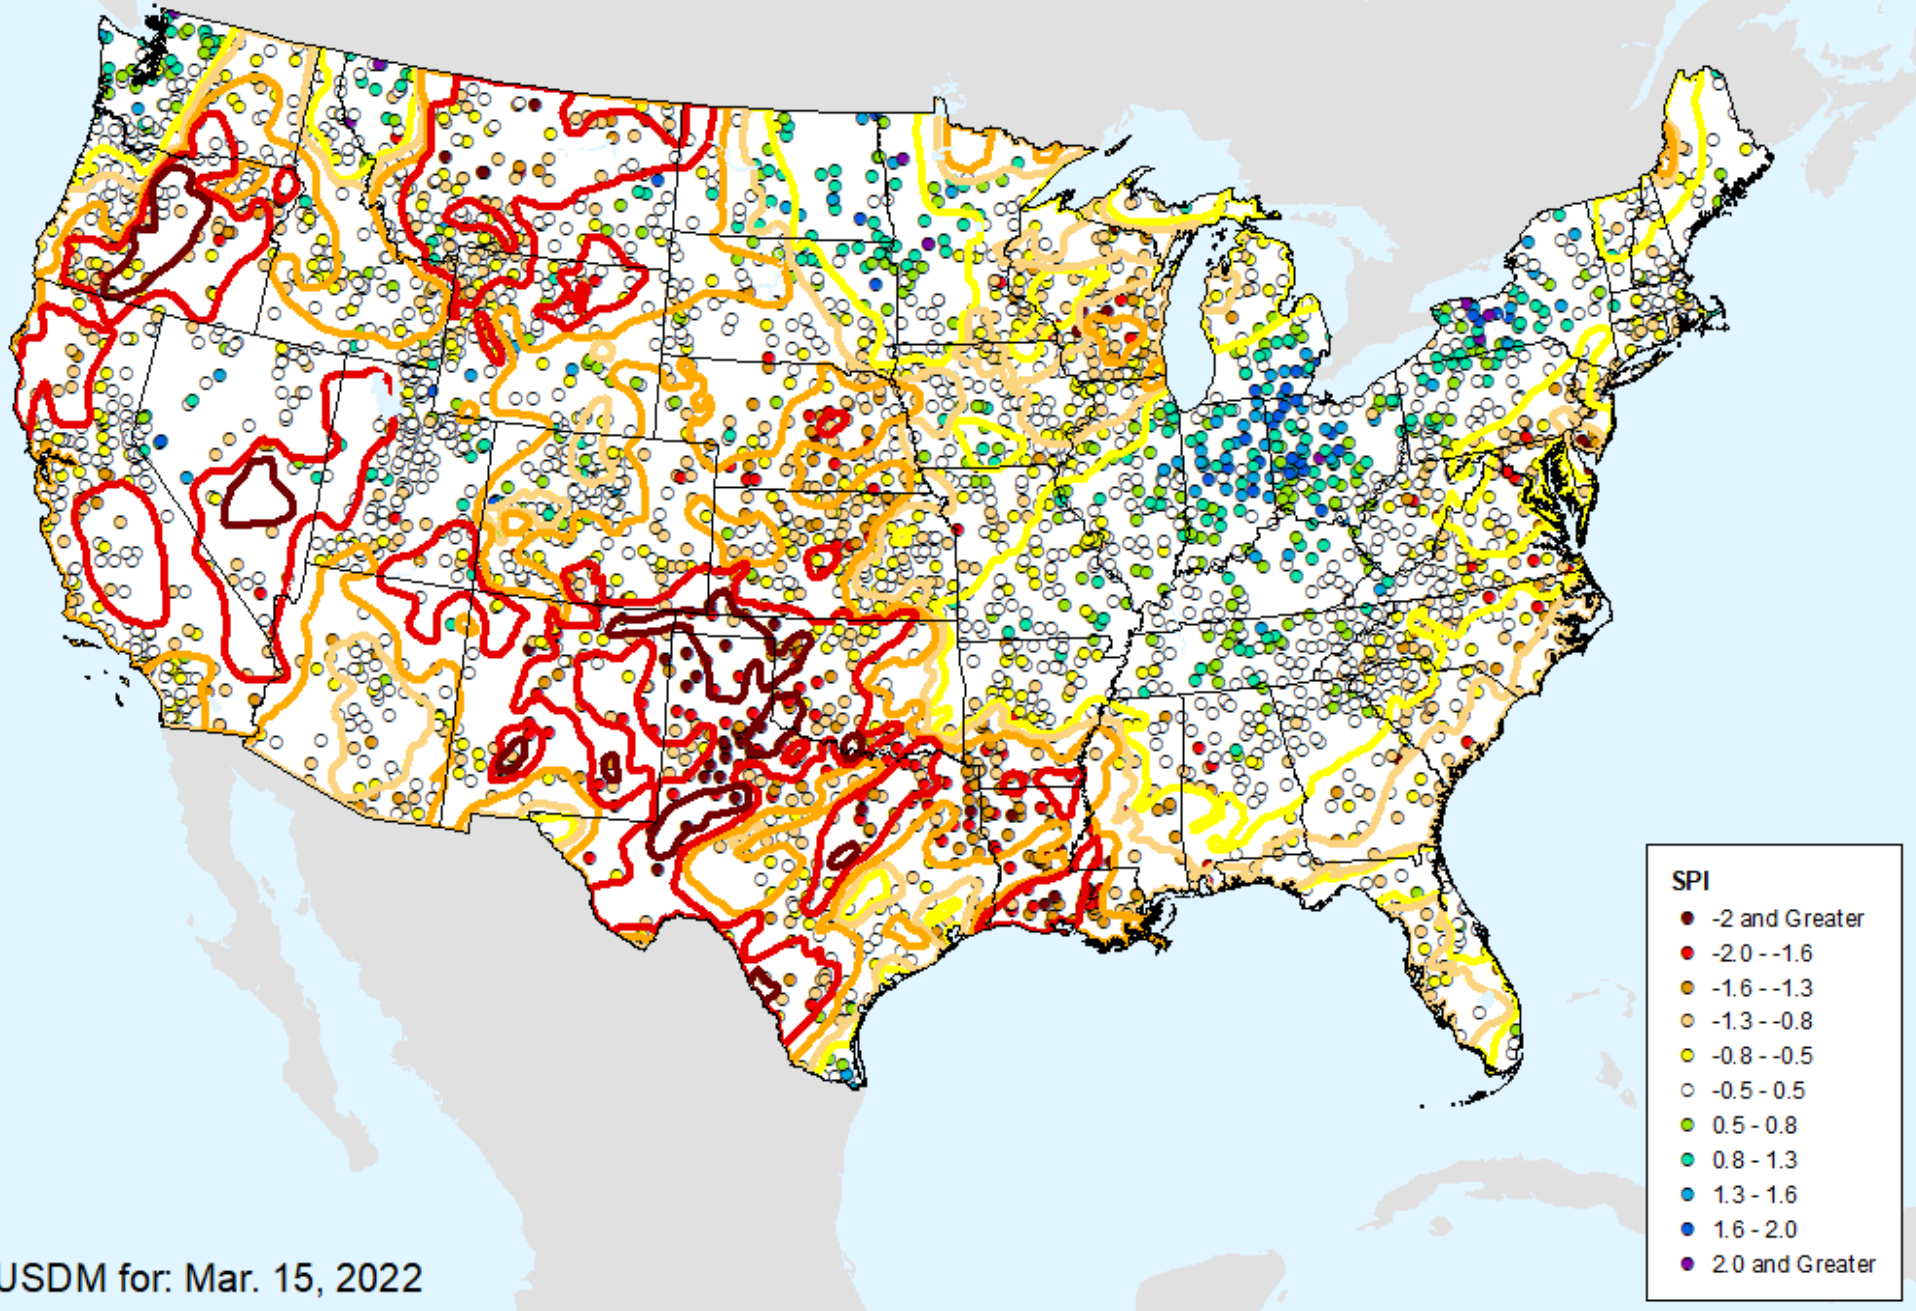 SPI
-2 and Greater
-2.0 - -1.6
-1.6 - -1.3
-1.3 - -0.8
-0.8 - -0.5
-0.5 - 0.5
0.5 - 0.8
0.8 - 1.3
1.3 - 1.6
1.6 - 2.0
2.0 and Greater
USDM for: Mar. 15, 2022